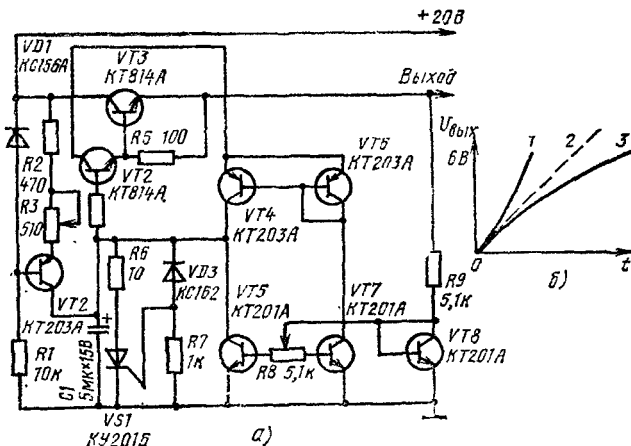 +20В
VD1
КС156А
VT3
КТ814А
Выход
R5 100
VT6
КТ203А
R2
470
R3
510
VT2
КТ814А
VT4
КТ203А
R6
10
VD3
КС162
VT5
КТ201А
VT7
КТ201А
R9
5,1к
VT2
КТ203А
R7
1к
R8 5,1к
VT8
КТ201А
R1
10к
C1
5мк×15В
+
VS1
КУ201Б
а)
Uвых
6В
1
2
3
0
t
б)